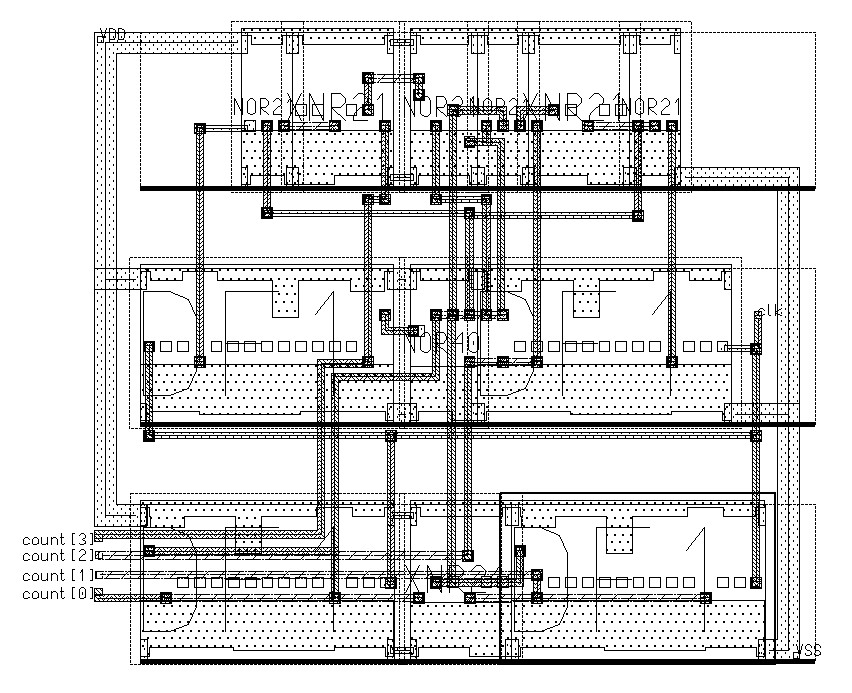 VDD
NOR21 XNR21 NOR21 NOR21 XNR21 NOR21
clk
NOR40
count[3]
count[2]
count[1]
count[0]
XNR21
VSS